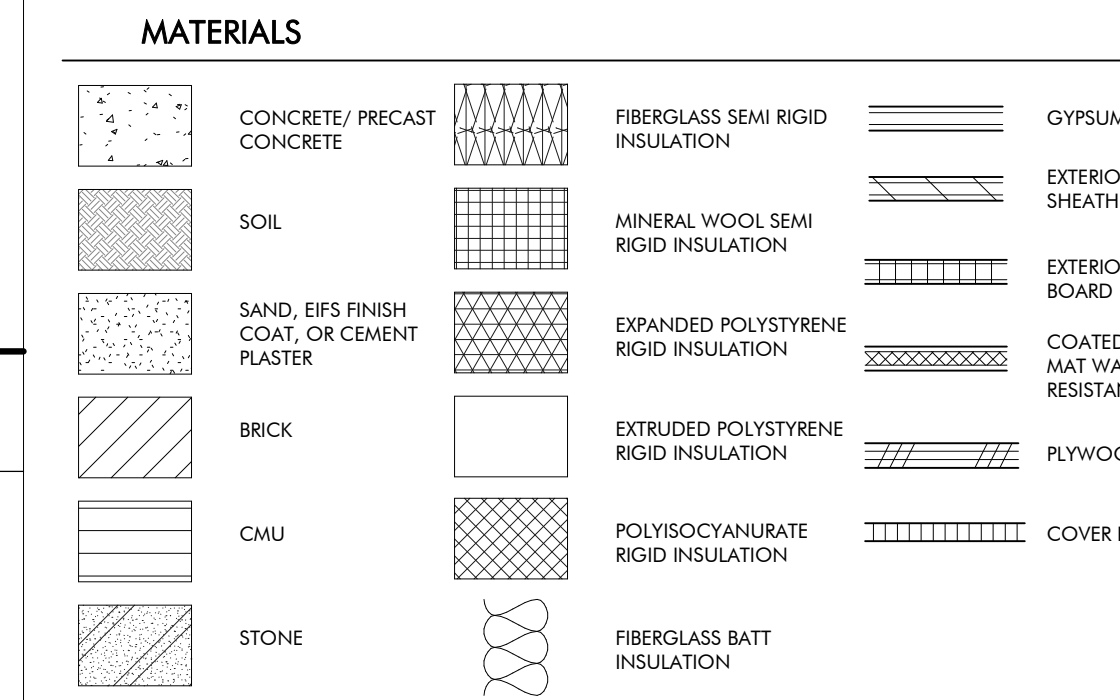 MATERIALS
CONCRETE/ PRECAST
CONCRETE
SOIL
SAND, EIFS FINISH
COAT, OR CEMENT
PLASTER
BRICK
CMU
STONE
FIBERGLASS SEMI RIGID
INSULATION
MINERAL WOOL SEMI
RIGID INSULATION
EXPANDED POLYSTYRENE
RIGID INSULATION
EXTRUDED POLYSTYRENE
RIGID INSULATION
POLYISOCYANURATE
RIGID INSULATION
FIBERGLASS BATT
INSULATION
GYPSUM
EXTERIO
SHEATH
EXTERIO
BOARD
COATED
MAT WA
RESISTA
PLYWO
COVER